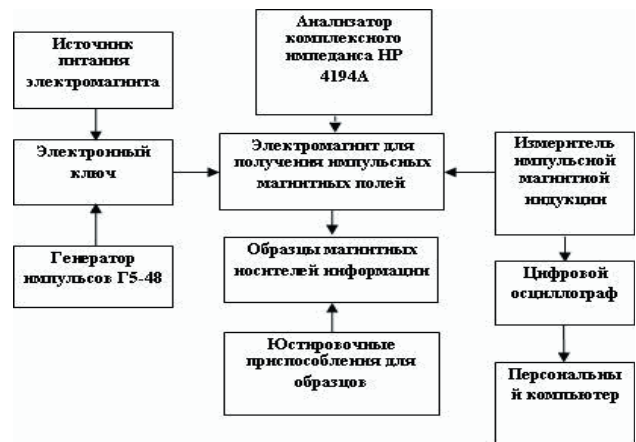 Источник
питания
электромагнита
Анализатор
комплексного
импеданса HP
4194A
Электронный
ключ
Электромагнит для
получения импульсных
магнитных полей
Измеритель
импульсной
магнитной
индукции
Генератор
импульсов Г5-48
Образцы магнитных
носителей информации
Цифровой
осциллограф
Юстировочные
приспособления для
образцов
Персональны
й компьютер